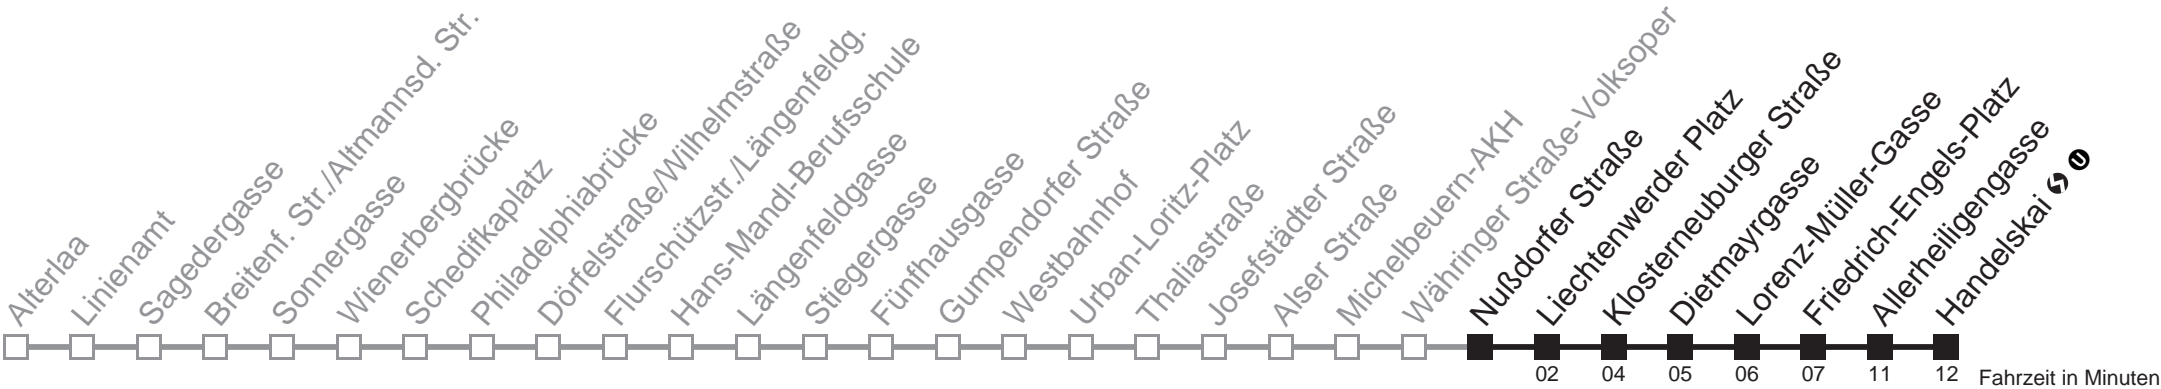 Alterlaa
Linienamt
Sagedergasse
Breitenf. Str./Altmannsd. Str.
Sonnergasse
Wienerbergbrücke
Schedifkaplatz
Philadelphiabrücke
Dörfelstraße/Wilhelmstraße
Flurschützstr./Längenfeldg.
Hans-Mandl-Berufsschule
Längenfeldgasse
Stiegergasse
Fünfhausgasse
Gumpendorfer Straße
Westbahnhof
Urban-Loritz-Platz
Thaliastraße
Josefstädter Straße
Alser Straße
Michelbeuern-AKH
Währinger Straße-Volksoper
Nußdorfer Straße
Liechtenwerder Platz
Klosterneuburger Straße
Dietmayrgasse
Lorenz-Müller-Gasse
Friedrich-Engels-Platz
Allerheiligengasse
Handelskai S U
02 04 05 06 07 11 12 Fahrzeit in Minuten